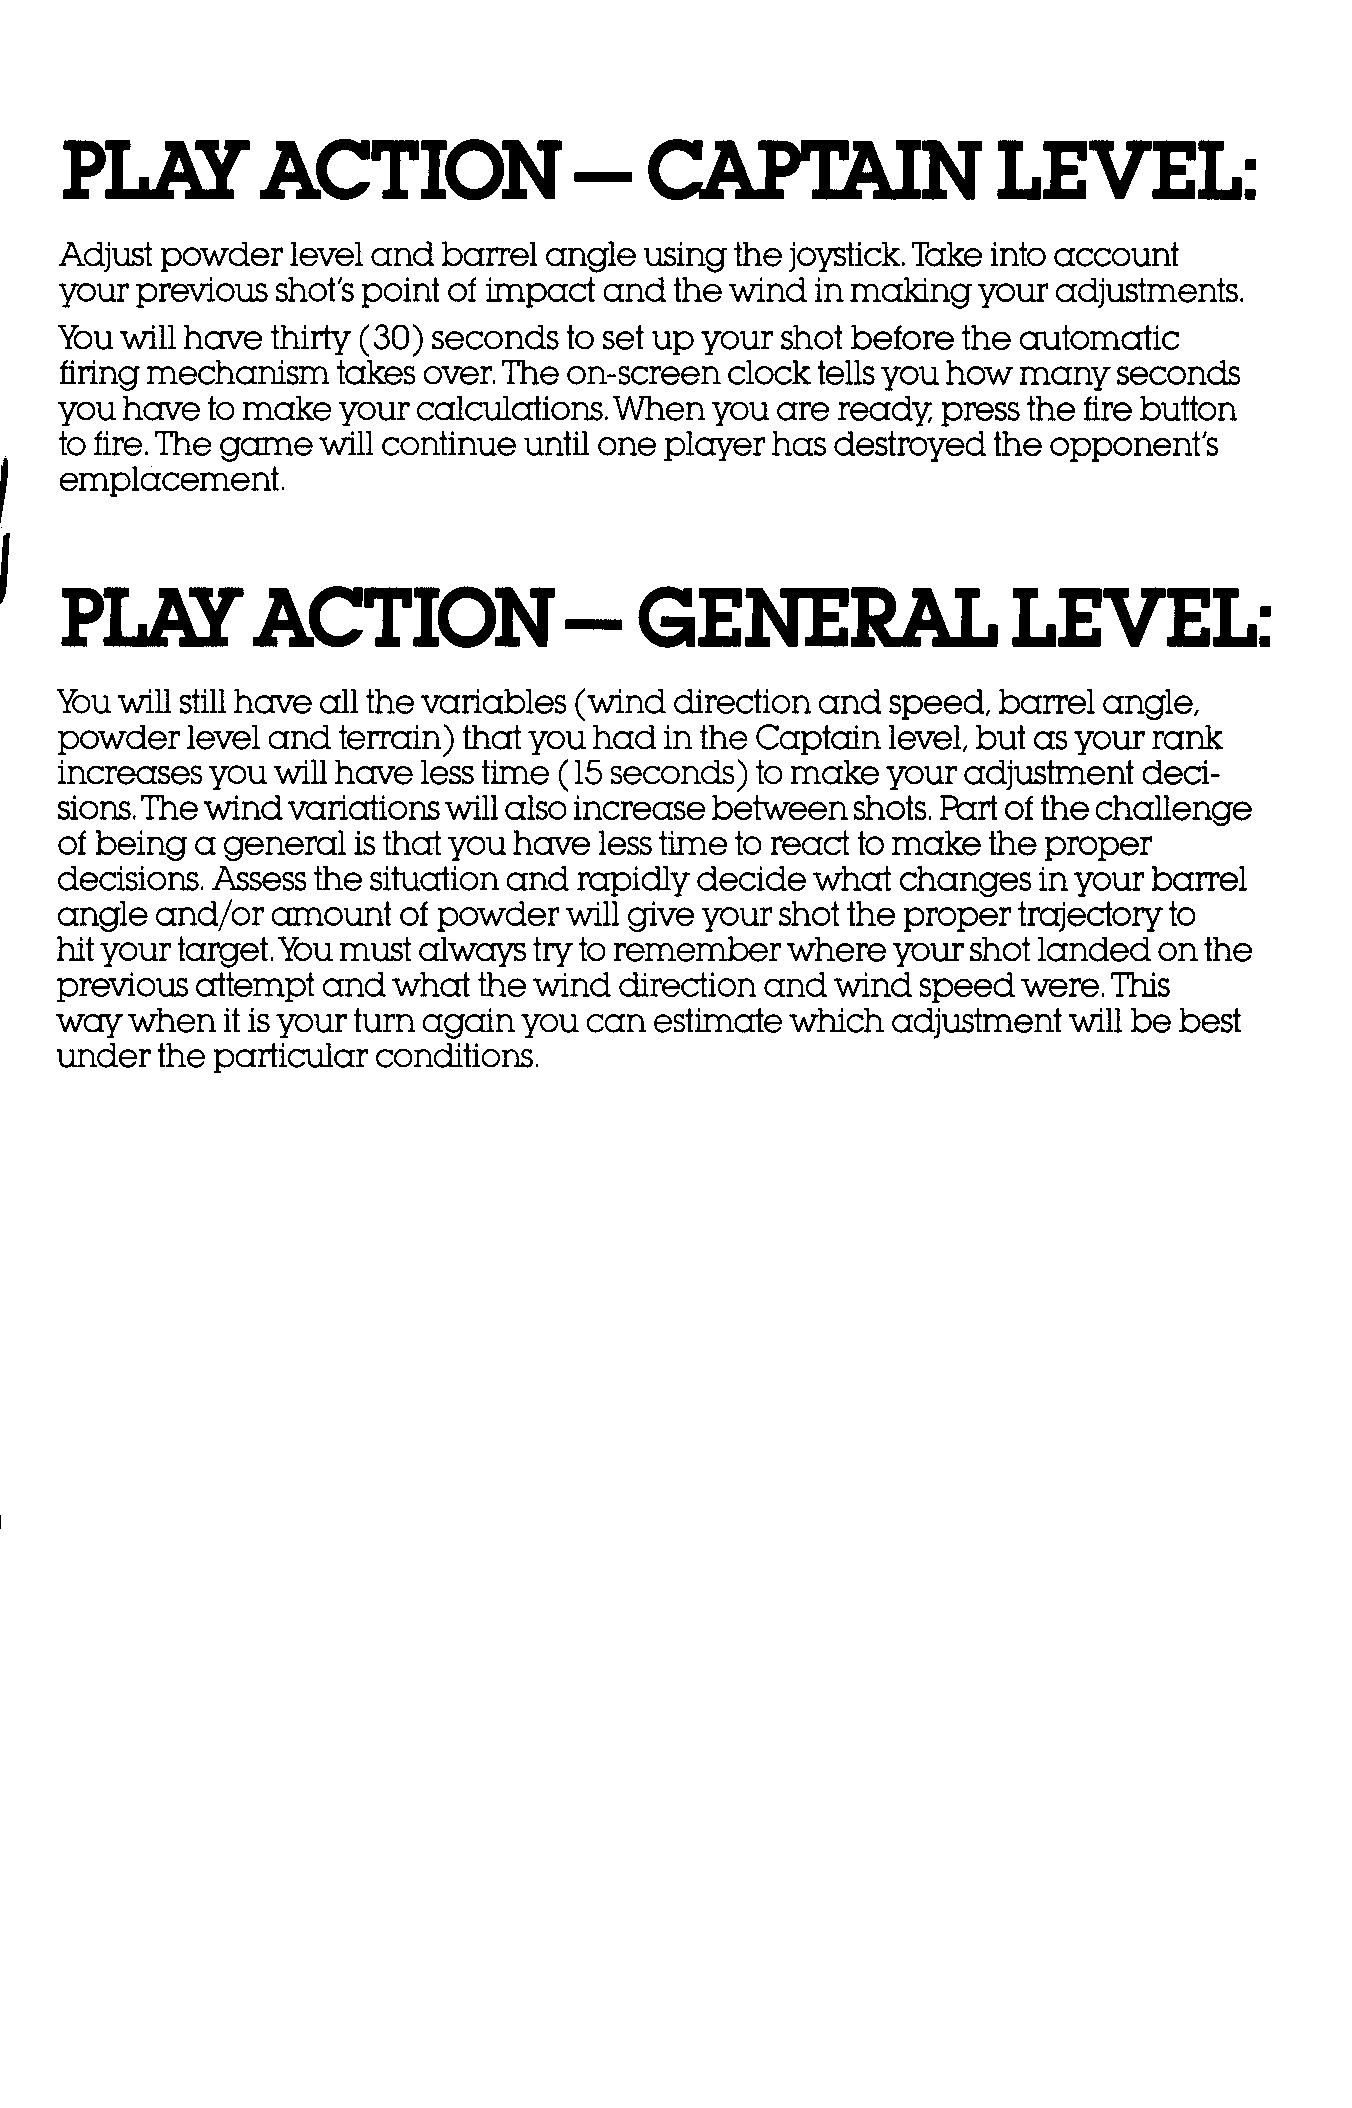 PLAY ACTION — CAPTAIN LEVEL:
Adjust powder level and barrel angle using the joystick. Take into account
your previous shot's point of impact and the wind in making your adjustments.
You will have thirty (30) seconds to set up your shot before the automatic
firing mechanism takes over. The on-screen clock tells you how many seconds
you have to make your calculations. When you are ready, press the fire button
to fire. The game will continue until one player has destroyed the opponent's
emplacement.
PLAY ACTION — GENERAL LEVEL:
You will still have all the variables (wind direction and speed, barrel angle,
powder level and terrain) that you had in the Captain level, but as your rank
increases you will have less time (15 seconds) to make your adjustment deci-
sions. The wind variations will also increase between shots. Part of the challenge
of being a general is that you have less time to react to make the proper
decisions. Assess the situation and rapidly decide what changes in your barrel
angle and/or amount of powder will give your shot the proper trajectory to
hit your target. You must always try to remember where your shot landed on the
previous attempt and what the wind direction and wind speed were. This
way when it is your turn again you can estimate which adjustment will be best
under the particular conditions.